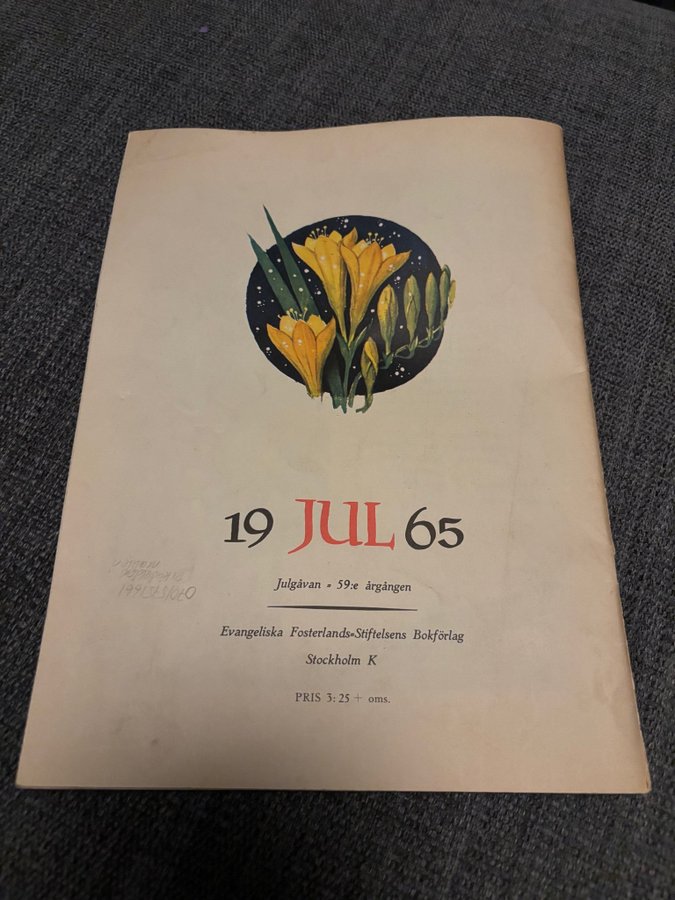 19 JUL 65
Julgåvan - 59:e årgången
Evangeliska Fosterlands-Stiftelsens Bokförlag
Stockholm K
PRIS 3:25 + oms.